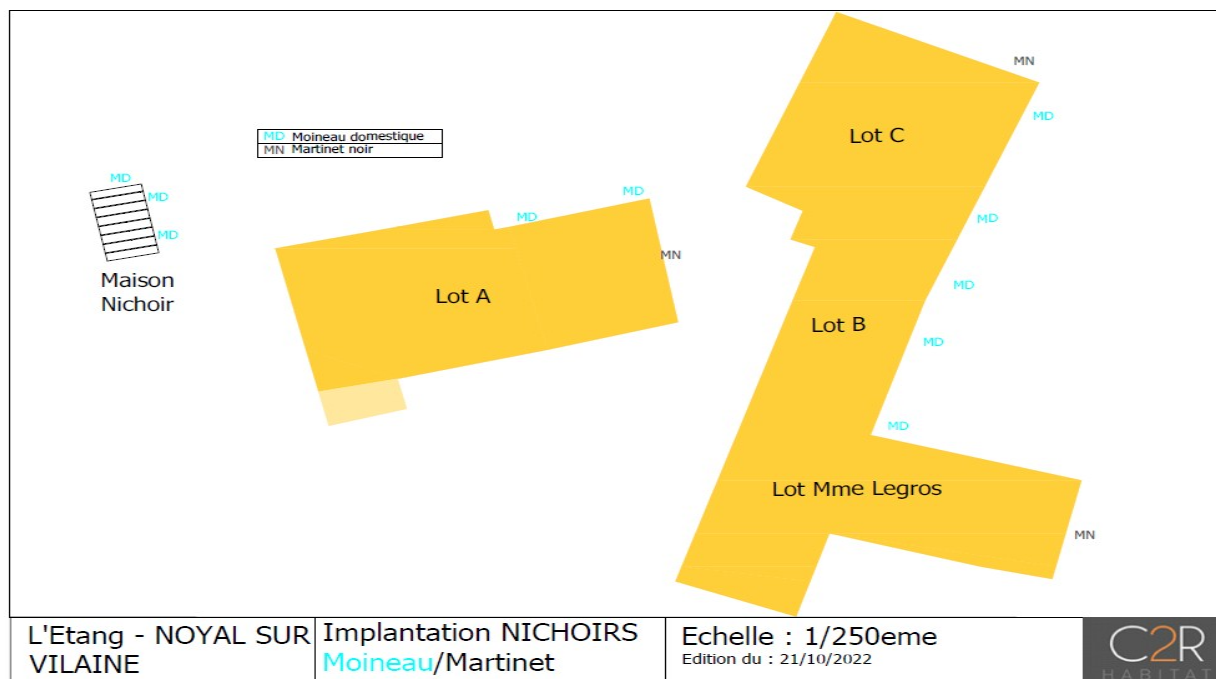 MN
Lot C
MD
MD Moineau domestique
MN Martinet noir
MD
MD
MD
MD
MD
MD
MD
MN
Maison
Nichoir
Lot A
MD
Lot B
MD
MD
Lot Mme Legros
MN
L'Etang - NOYAL SUR
VILAINE
Implantation NICHOIRS
Moineau/Martinet
Echelle : 1/250eme
Edition du : 21/10/2022
C2R
HABITAT